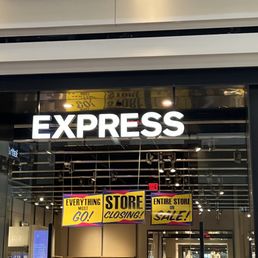 EXPRESS
EVERYTHING
MUST
GO!
STORE
CLOSING!
ENTIRE STORE
ON
SALE!